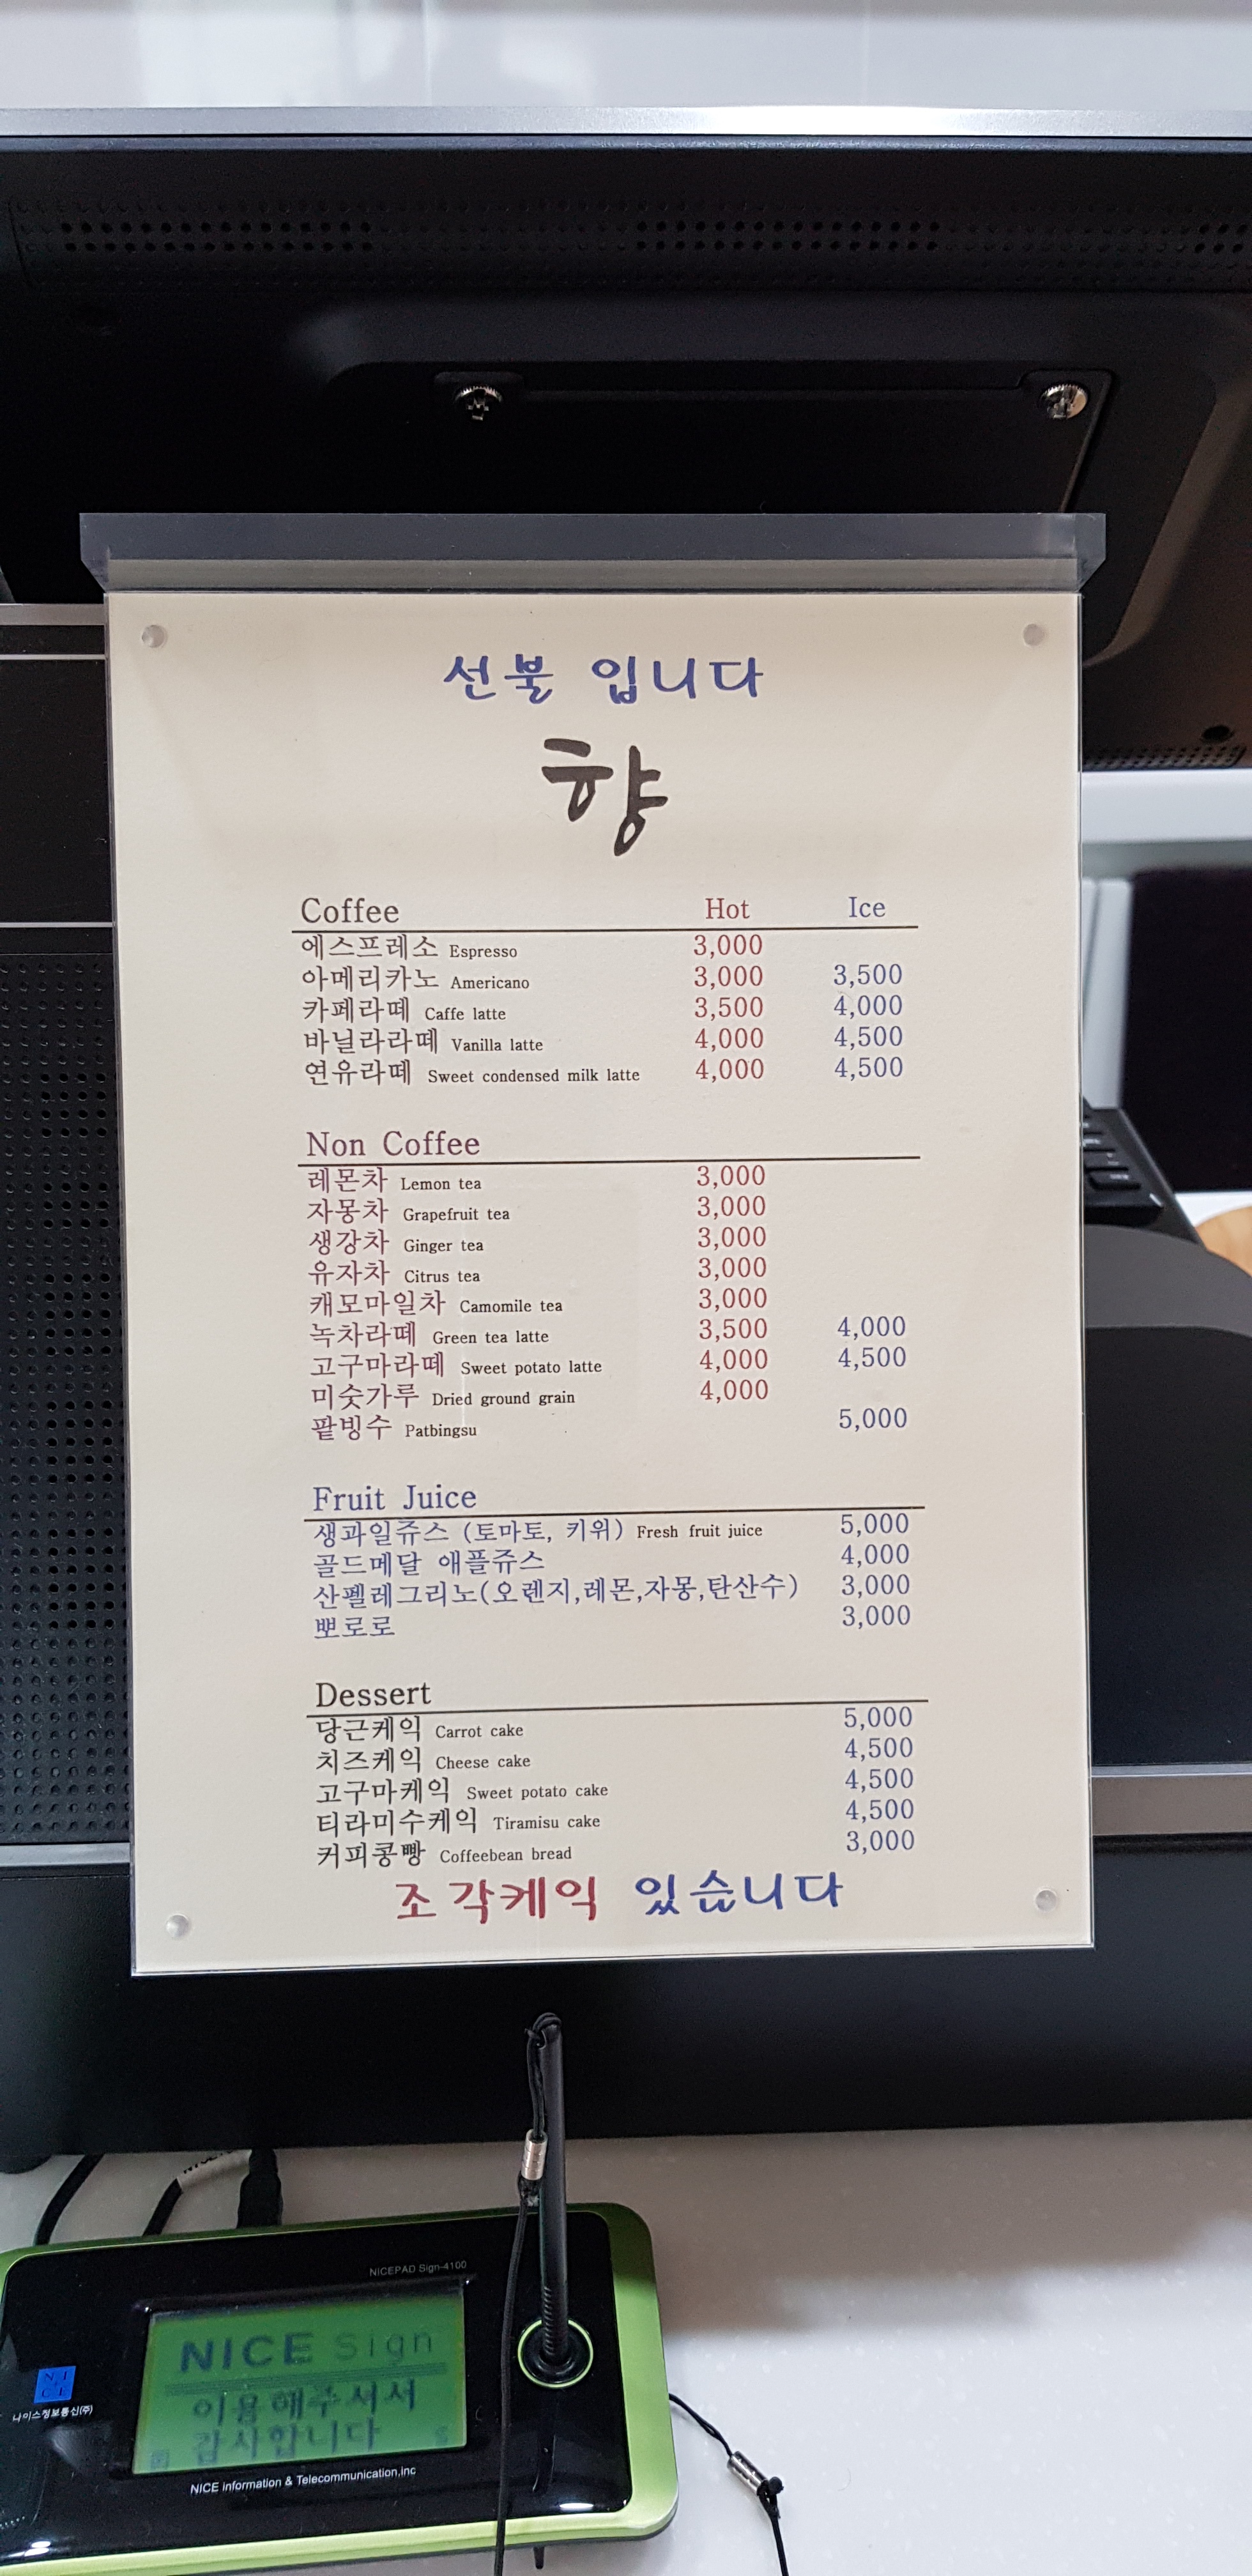 선불 입니다
향
Coffee Hot Ice
에스프레소 Espresso 3,000
아메리카노 Americano 3,000 3,500
카페라떼 Caffe latte 3,500 4,000
바닐라라떼 Vanilla latte 4,000 4,500
연유라떼 Sweet condensed milk latte 4,000 4,500
Non Coffee
레몬차 Lemon tea 3,000
자몽차 Grapefruit tea 3,000
생강차 Ginger tea 3,000
유자차 Citrus tea 3,000
캐모마일차 Camomile tea 3,000
녹차라떼 Green tea latte 3,500 4,000
고구마라떼 Sweet potato latte 4,000 4,500
미숫가루 Dried ground grain 4,000
팥빙수 Patbingsu 5,000
Fruit Juice
생과일쥬스 (토마토, 키위) Fresh fruit juice 5,000
골드메달 애플쥬스 4,000
산펠레그리노(오렌지,레몬,자몽,탄산수) 3,000
뽀로로 3,000
Dessert
당근케익 Carrot cake 5,000
치즈케익 Cheese cake 4,500
고구마케익 Sweet potato cake 4,500
티라미수케익 Tiramisu cake 4,500
커피콩빵 Coffeebean bread 3,000
조각케익 있습니다
NICEPAD Sign-4100
NICE Sign
이용해주셔서
감사합니다
NICE
나이스정보통신(주)
NICE information & Telecommunication,inc